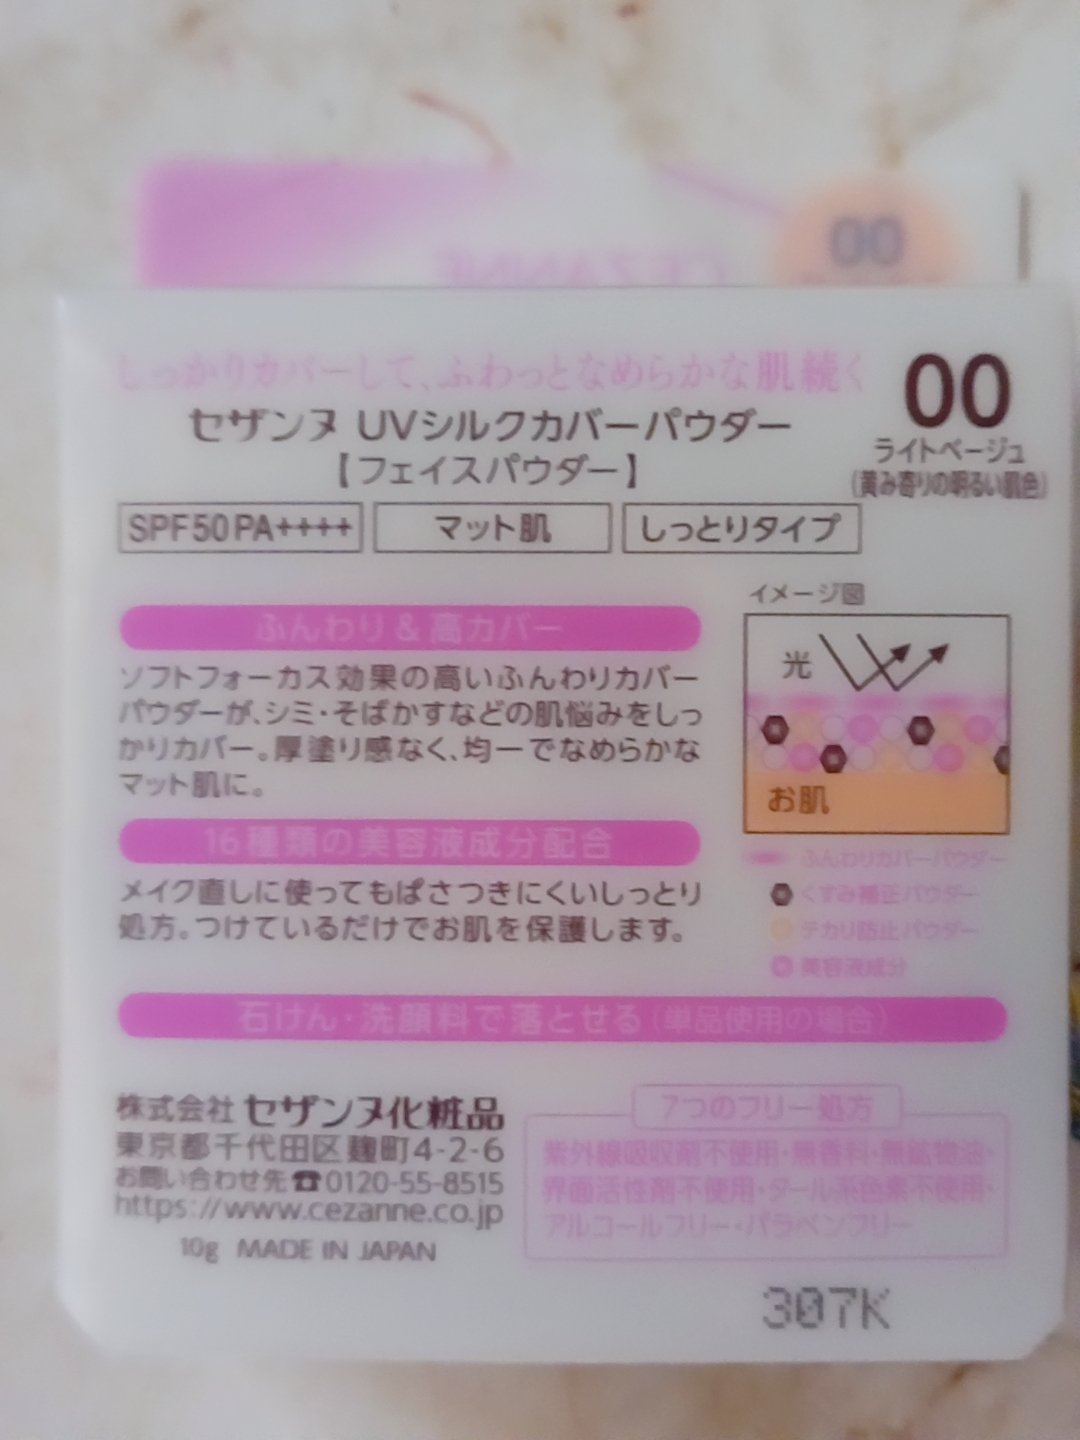 00
CEZANNE
しっかりカバーして、ふわっとなめらかな肌続く
00
セザンヌ UVシルクカバーパウダー
ライトベージュ
【フェイスパウダー】
(黄み寄りの明るい肌色)
SPF50 PA++++
マット肌
しっとりタイプ
ふんわり&高カバー
ソフトフォーカス効果の高いふんわりカバー
パウダーが、シミ・そばかすなどの肌悩みをしっ
かりカバー。厚塗り感なく、均一でなめらかな
マット肌に。
イメージ図
光
お肌
ふんわりカバーパウダー
くすみ補正パウダー
テカリ防止パウダー
美容液成分
16種類の美容液成分配合
メイク直しに使ってもぱさつきにくいしっとり
処方。つけているだけでお肌を保護します。
石けん・洗顔料で落とせる(単品使用の場合)
株式会社 セザンヌ化粧品
東京都千代田区麹町4-2-6
お問い合わせ先☎0120-55-8515
https://www.cezanne.co.jp
10g MADE IN JAPAN
7つのフリー処方
紫外線吸収剤不使用・無香料・無鉱物油・
界面活性剤不使用・タール系色素不使用・
アルコールフリー・パラベンフリー
307K